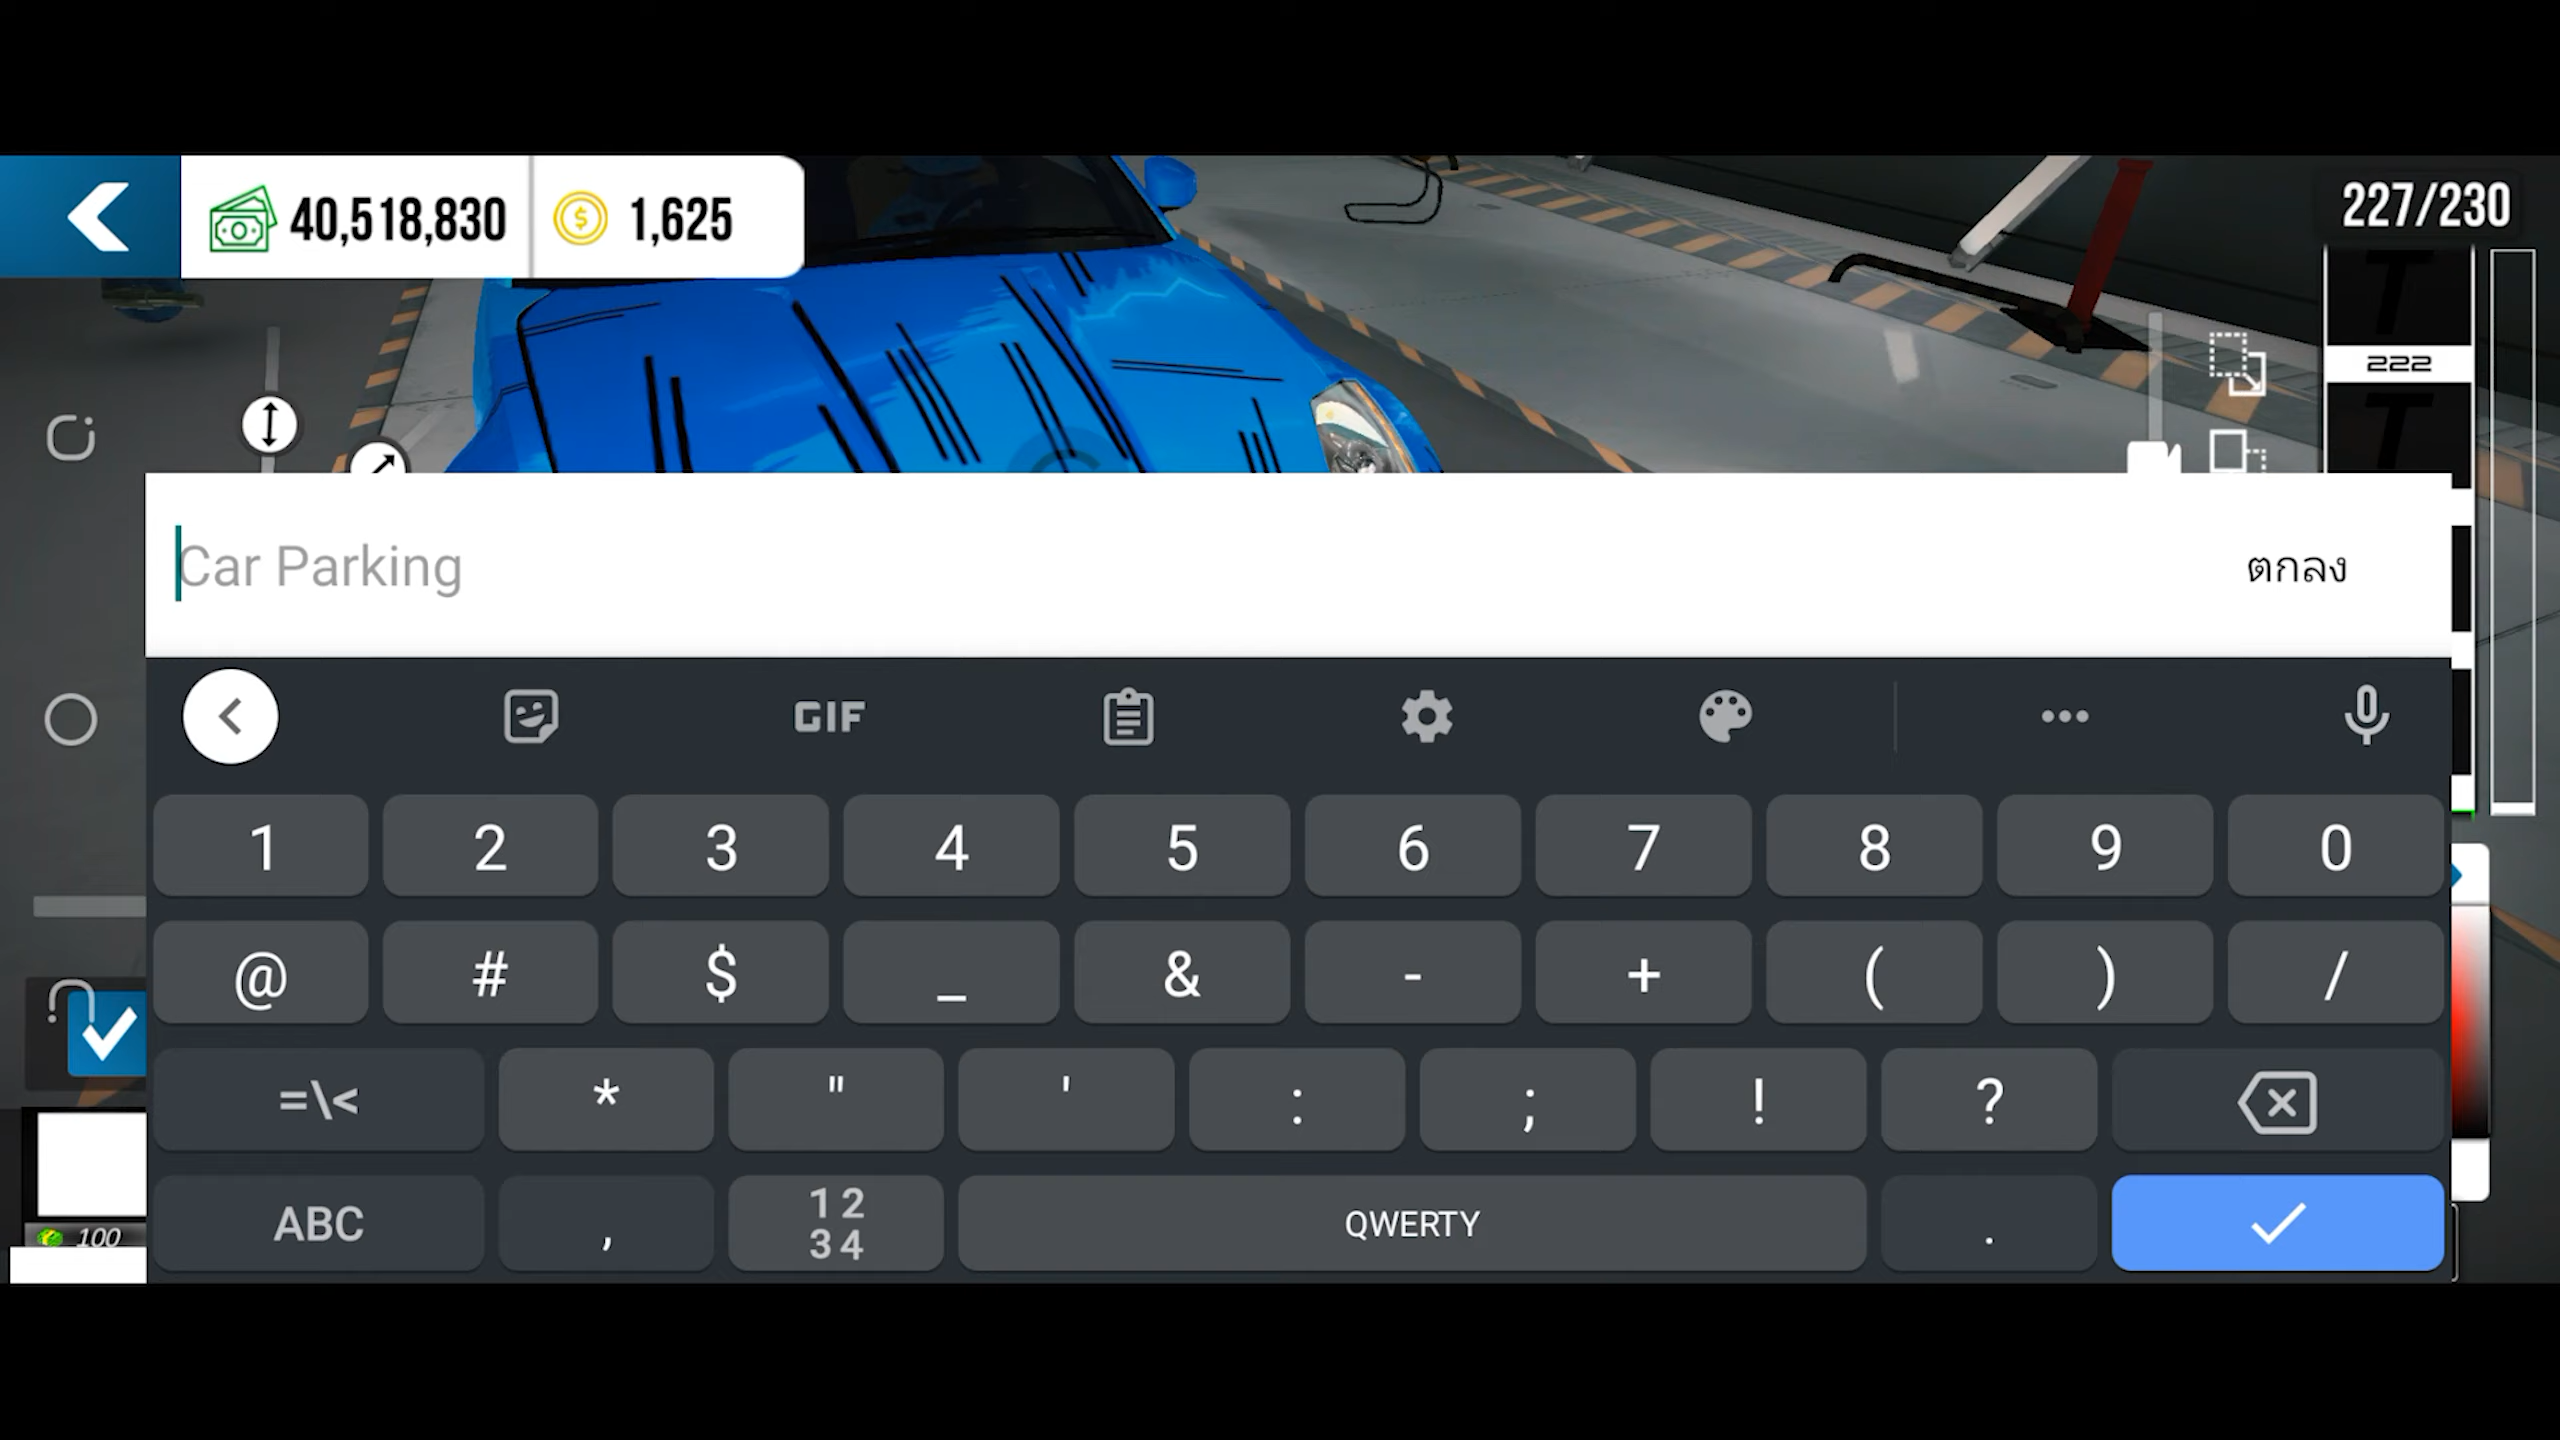 40,518,830
1,625
227/230
T
222
T
Car Parking
ตกลง
GIF
1 2 3 4 5 6 7 8 9 0
@ # $ _ & - + ( ) /
=\< * " ' : ; ! ?
ABC , 12 34 QWERTY .
100